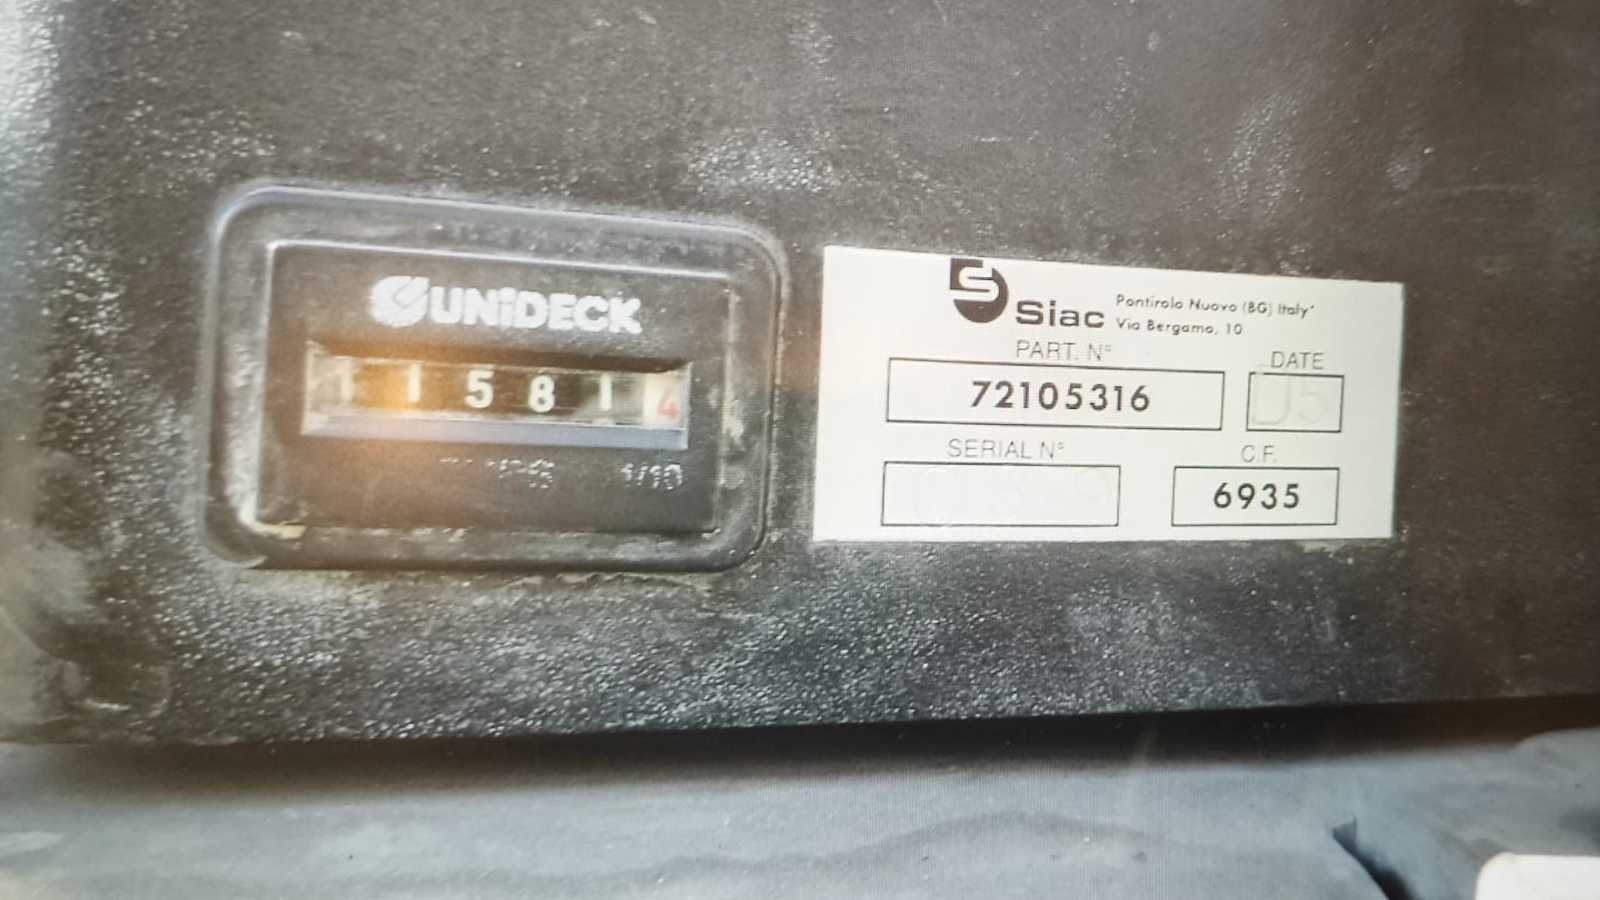 UNiDECK
1 1 5 8 1 4
1/10
Siac
Pontirolo Nuovo (BG) Italy
Via Bergamo, 10
PART. N°
DATE
72105316
05
SERIAL N°
C.F.
6935